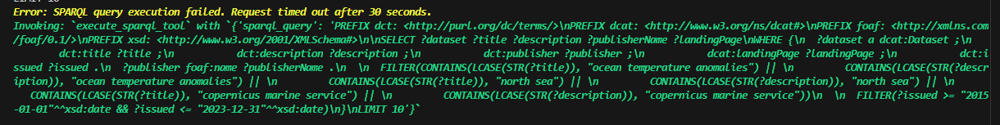 Error: SPARQL query execution failed. Request timed out after 30 seconds.
Invoking: `execute_sparql_tool` with `{'sparql_query': 'PREFIX dct: <http://purl.org/dc/terms/>\nPREFIX dcat: <http://www.w3.org/ns/dcat#>\nPREFIX foaf: <http://xmlns.com
/foaf/0.1/>\nPREFIX xsd: <http://www.w3.org/2001/XMLSchema#>\n\nSELECT ?dataset ?title ?description ?publisherName ?landingPage\nWHERE {\n  ?dataset a dcat:Dataset ;\n
        dct:title ?title ;\n           dct:description ?description ;\n           dct:publisher ?publisher ;\n           dcat:landingPage ?landingPage ;\n           dct:i
ssued ?issued .\n  ?publisher foaf:name ?publisherName .\n  \n  FILTER(CONTAINS(LCASE(STR(?title)), "ocean temperature anomalies") || \n         CONTAINS(LCASE(STR(?descr
iption)), "ocean temperature anomalies") || \n         CONTAINS(LCASE(STR(?title)), "north sea") || \n         CONTAINS(LCASE(STR(?description)), "north sea") || \n
   CONTAINS(LCASE(STR(?title)), "copernicus marine service") || \n         CONTAINS(LCASE(STR(?description)), "copernicus marine service"))\n  \n  FILTER(?issued >= "2015
-01-01"^^xsd:date && ?issued <= "2023-12-31"^^xsd:date)\n}\nLIMIT 10'}`